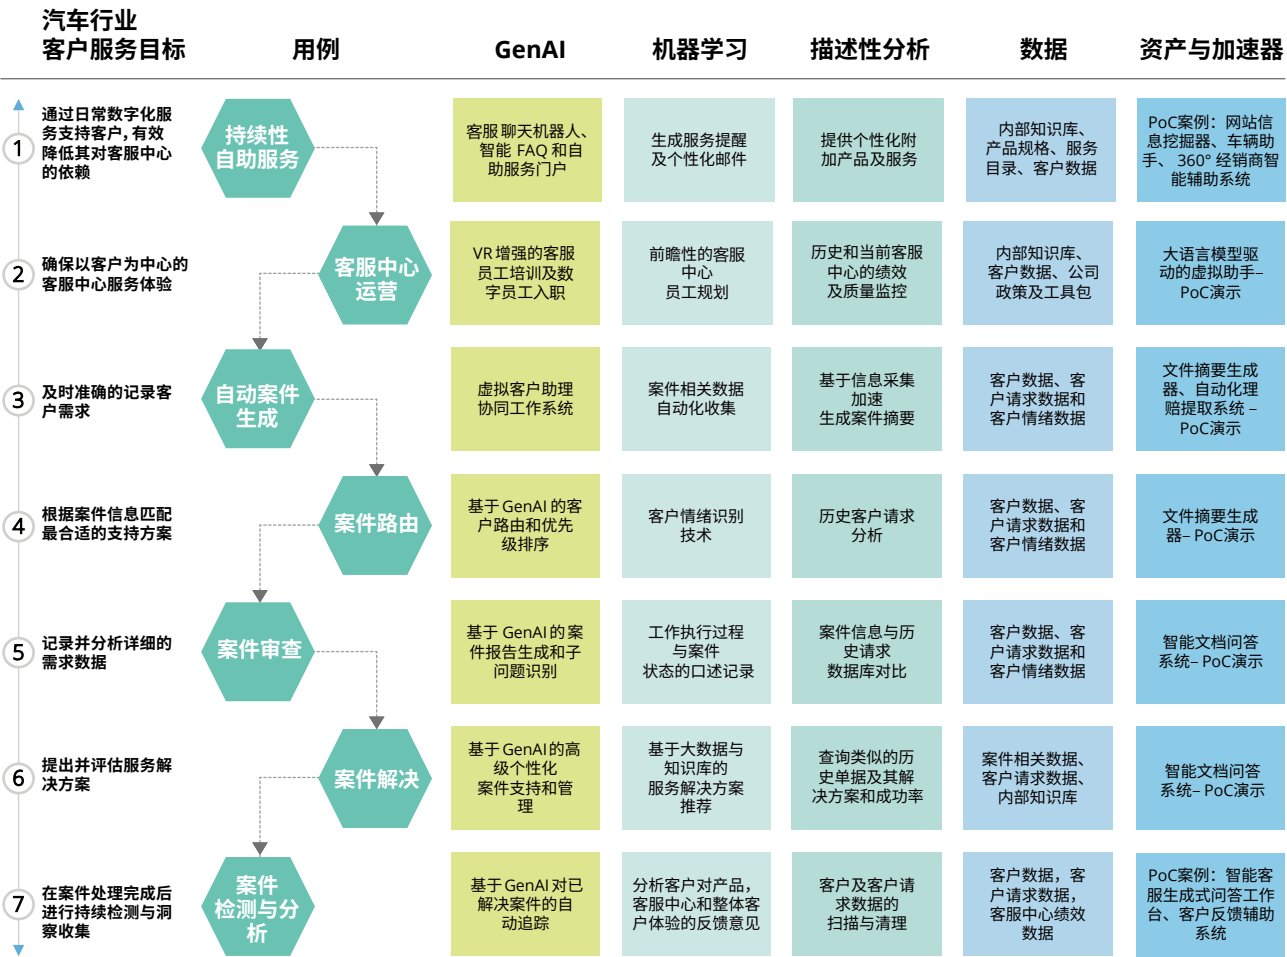 汽车行业
客户服务目标
用例
GenAI
机器学习
描述性分析
数据
资产与加速器
1
通过日常数字化服
务支持客户,有效
降低其对客服中心
的依赖
持续性
自助服务
客服聊天机器人、
智能 FAQ 和自
助服务门户
生成服务提醒
及个性化邮件
提供个性化附
加产品及服务
内部知识库、
产品规格、服务
目录、客户数据
PoC案例：网站信
息挖掘器、车辆助
手、 360° 经销商智
能辅助系统
2
确保以客户为中心的
客服中心服务体验
客服中心
运营
VR增强的客服
员工培训及数
字员工入职
前瞻性的客服
中心
员工规划
历史和当前客服
中心的绩效
及质量监控
内部知识库、
客户数据、公司
政策及工具包
大语言模型驱
动的虚拟助手–
PoC演示
3
及时准确的记录客
户需求
自动案件
生成
虚拟客户助理
协同工作系统
案件相关数据
自动化收集
基于信息采集
加速
生成案件摘要
客户数据、客
户请求数据和
客户情绪数据
文件摘要生成
器、自动化理
赔提取系统 –
PoC演示
4
根据案件信息匹配
最合适的支持方案
案件路由
基于 GenAI 的客
户路由和优先
级排序
客户情绪识别
技术
历史客户请求
分析
客户数据、客
户请求数据和
客户情绪数据
文件摘要生成
器– PoC演示
5
记录并分析详细的
需求数据
案件审查
基于 GenAI 的案
件报告生成和子
问题识别
工作执行过程
与案件
状态的口述记录
案件信息与历
史请求
数据库对比
客户数据、客
户请求数据和
客户情绪数据
智能文档问答
系统– PoC演示
6
提出并评估服务解
决方案
案件解决
基于 GenAI 的高
级个性化
案件支持和管
理
基于大数据与
知识库的
服务解决方案
推荐
查询类似的历
史单据及其解
决方案和成功率
案件相关数据、
客户请求数据、
内部知识库
智能文档问答
系统– PoC演示
7
在案件处理完成后
进行持续检测与洞
察收集
案件
检测与分
析
基于GenAI对已
解决案件的自
动追踪
分析客户对产品，
客服中心和整体客
户体验的反馈意见
客户及客户请
求数据的
扫描与清理
客户数据，客
户请求数据，
客服中心绩效
数据
PoC案例：智能客
服生成式问答工作
台、客户反馈辅助
系统